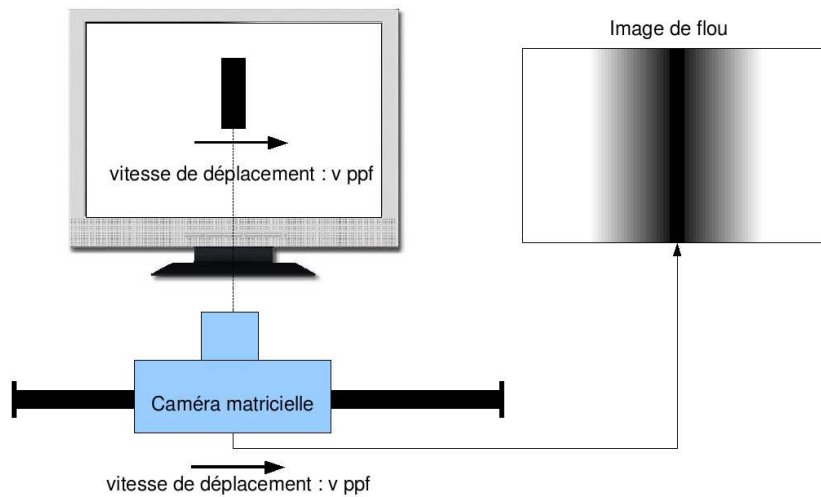 Image de flou
vitesse de déplacement : v ppf
Caméra matricielle
vitesse de déplacement : v ppf